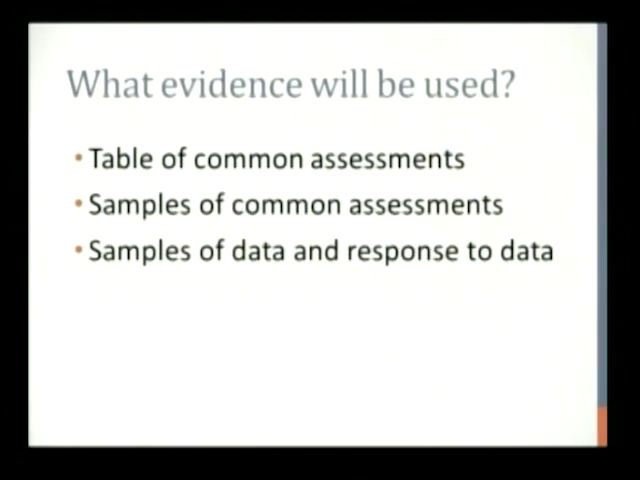 What evidence will be used?
• Table of common assessments
• Samples of common assessments
• Samples of data and response to data